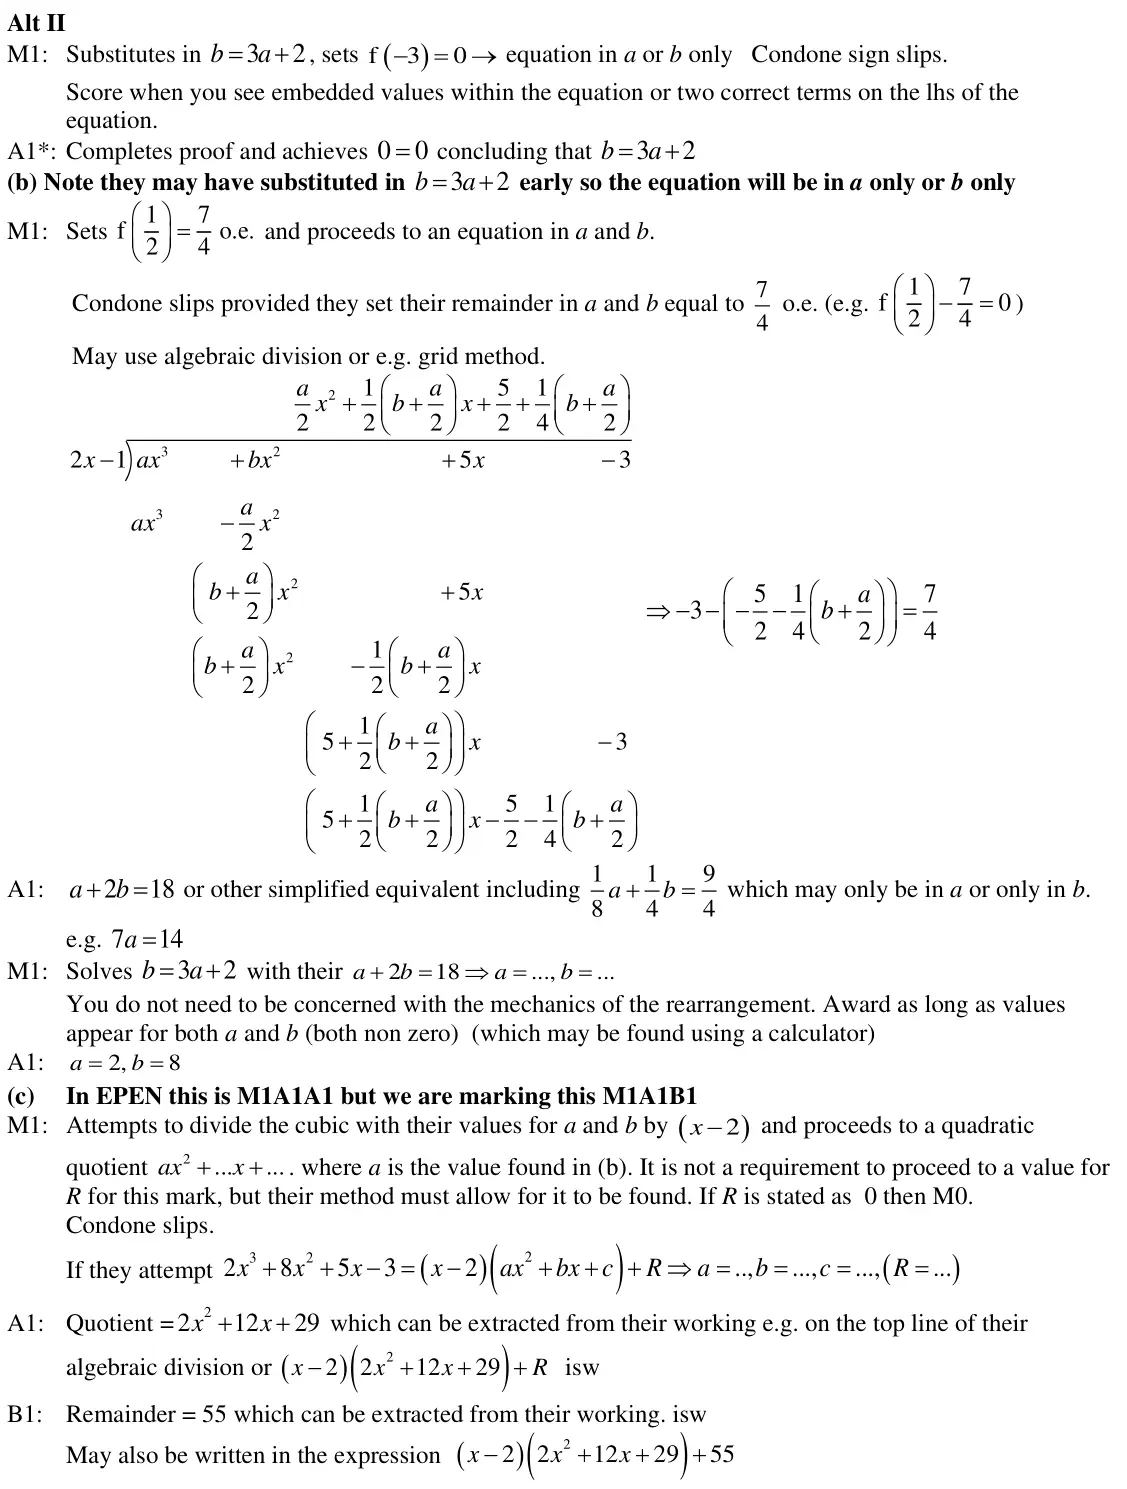 Alt II
M1: Substitutes in b = 3a + 2, sets f(−3) = 0 → equation in a or b only Condone sign slips.
Score when you see embedded values within the equation or two correct terms on the lhs of the
equation.
A1*: Completes proof and achieves 0 = 0 concluding that b = 3a + 2
(b) Note they may have substituted in b = 3a + 2 early so the equation will be in a only or b only
M1: Sets f(1/2) = 7/4 o.e. and proceeds to an equation in a and b.
Condone slips provided they set their remainder in a and b equal to 7/4 o.e. (e.g. f(1/2) − 7/4 = 0)
May use algebraic division or e.g. grid method.
a/2 x² + 1/2(b + a/2)x + 5/2 + 1/4(b + a/2)
2x − 1)ax³ + bx² + 5x − 3
ax³ − a/2 x²
(b + a/2)x² + 5x
⇒ −3 − (−5/2 − 1/4(b + a/2)) = 7/4
(b + a/2)x² − 1/2(b + a/2)x
(5 + 1/2(b + a/2))x − 3
(5 + 1/2(b + a/2))x − 5/2 − 1/4(b + a/2)
A1: a + 2b = 18 or other simplified equivalent including 1/8 a + 1/4 b = 9/4 which may only be in a or only in b.
e.g. 7a = 14
M1: Solves b = 3a + 2 with their a + 2b = 18 ⇒ a = ..., b = ...
You do not need to be concerned with the mechanics of the rearrangement. Award as long as values
appear for both a and b (both non zero) (which may be found using a calculator)
A1: a = 2, b = 8
(c) In EPEN this is M1A1A1 but we are marking this M1A1B1
M1: Attempts to divide the cubic with their values for a and b by (x − 2) and proceeds to a quadratic
quotient ax² + ...x + .... where a is the value found in (b). It is not a requirement to proceed to a value for
R for this mark, but their method must allow for it to be found. If R is stated as 0 then M0.
Condone slips.
If they attempt 2x³ + 8x² + 5x − 3 = (x − 2)(ax² + bx + c) + R ⇒ a = .., b = ..., c = ..., (R = ...)
A1: Quotient = 2x² + 12x + 29 which can be extracted from their working e.g. on the top line of their
algebraic division or (x − 2)(2x² + 12x + 29) + R isw
B1: Remainder = 55 which can be extracted from their working. isw
May also be written in the expression (x − 2)(2x² + 12x + 29) + 55